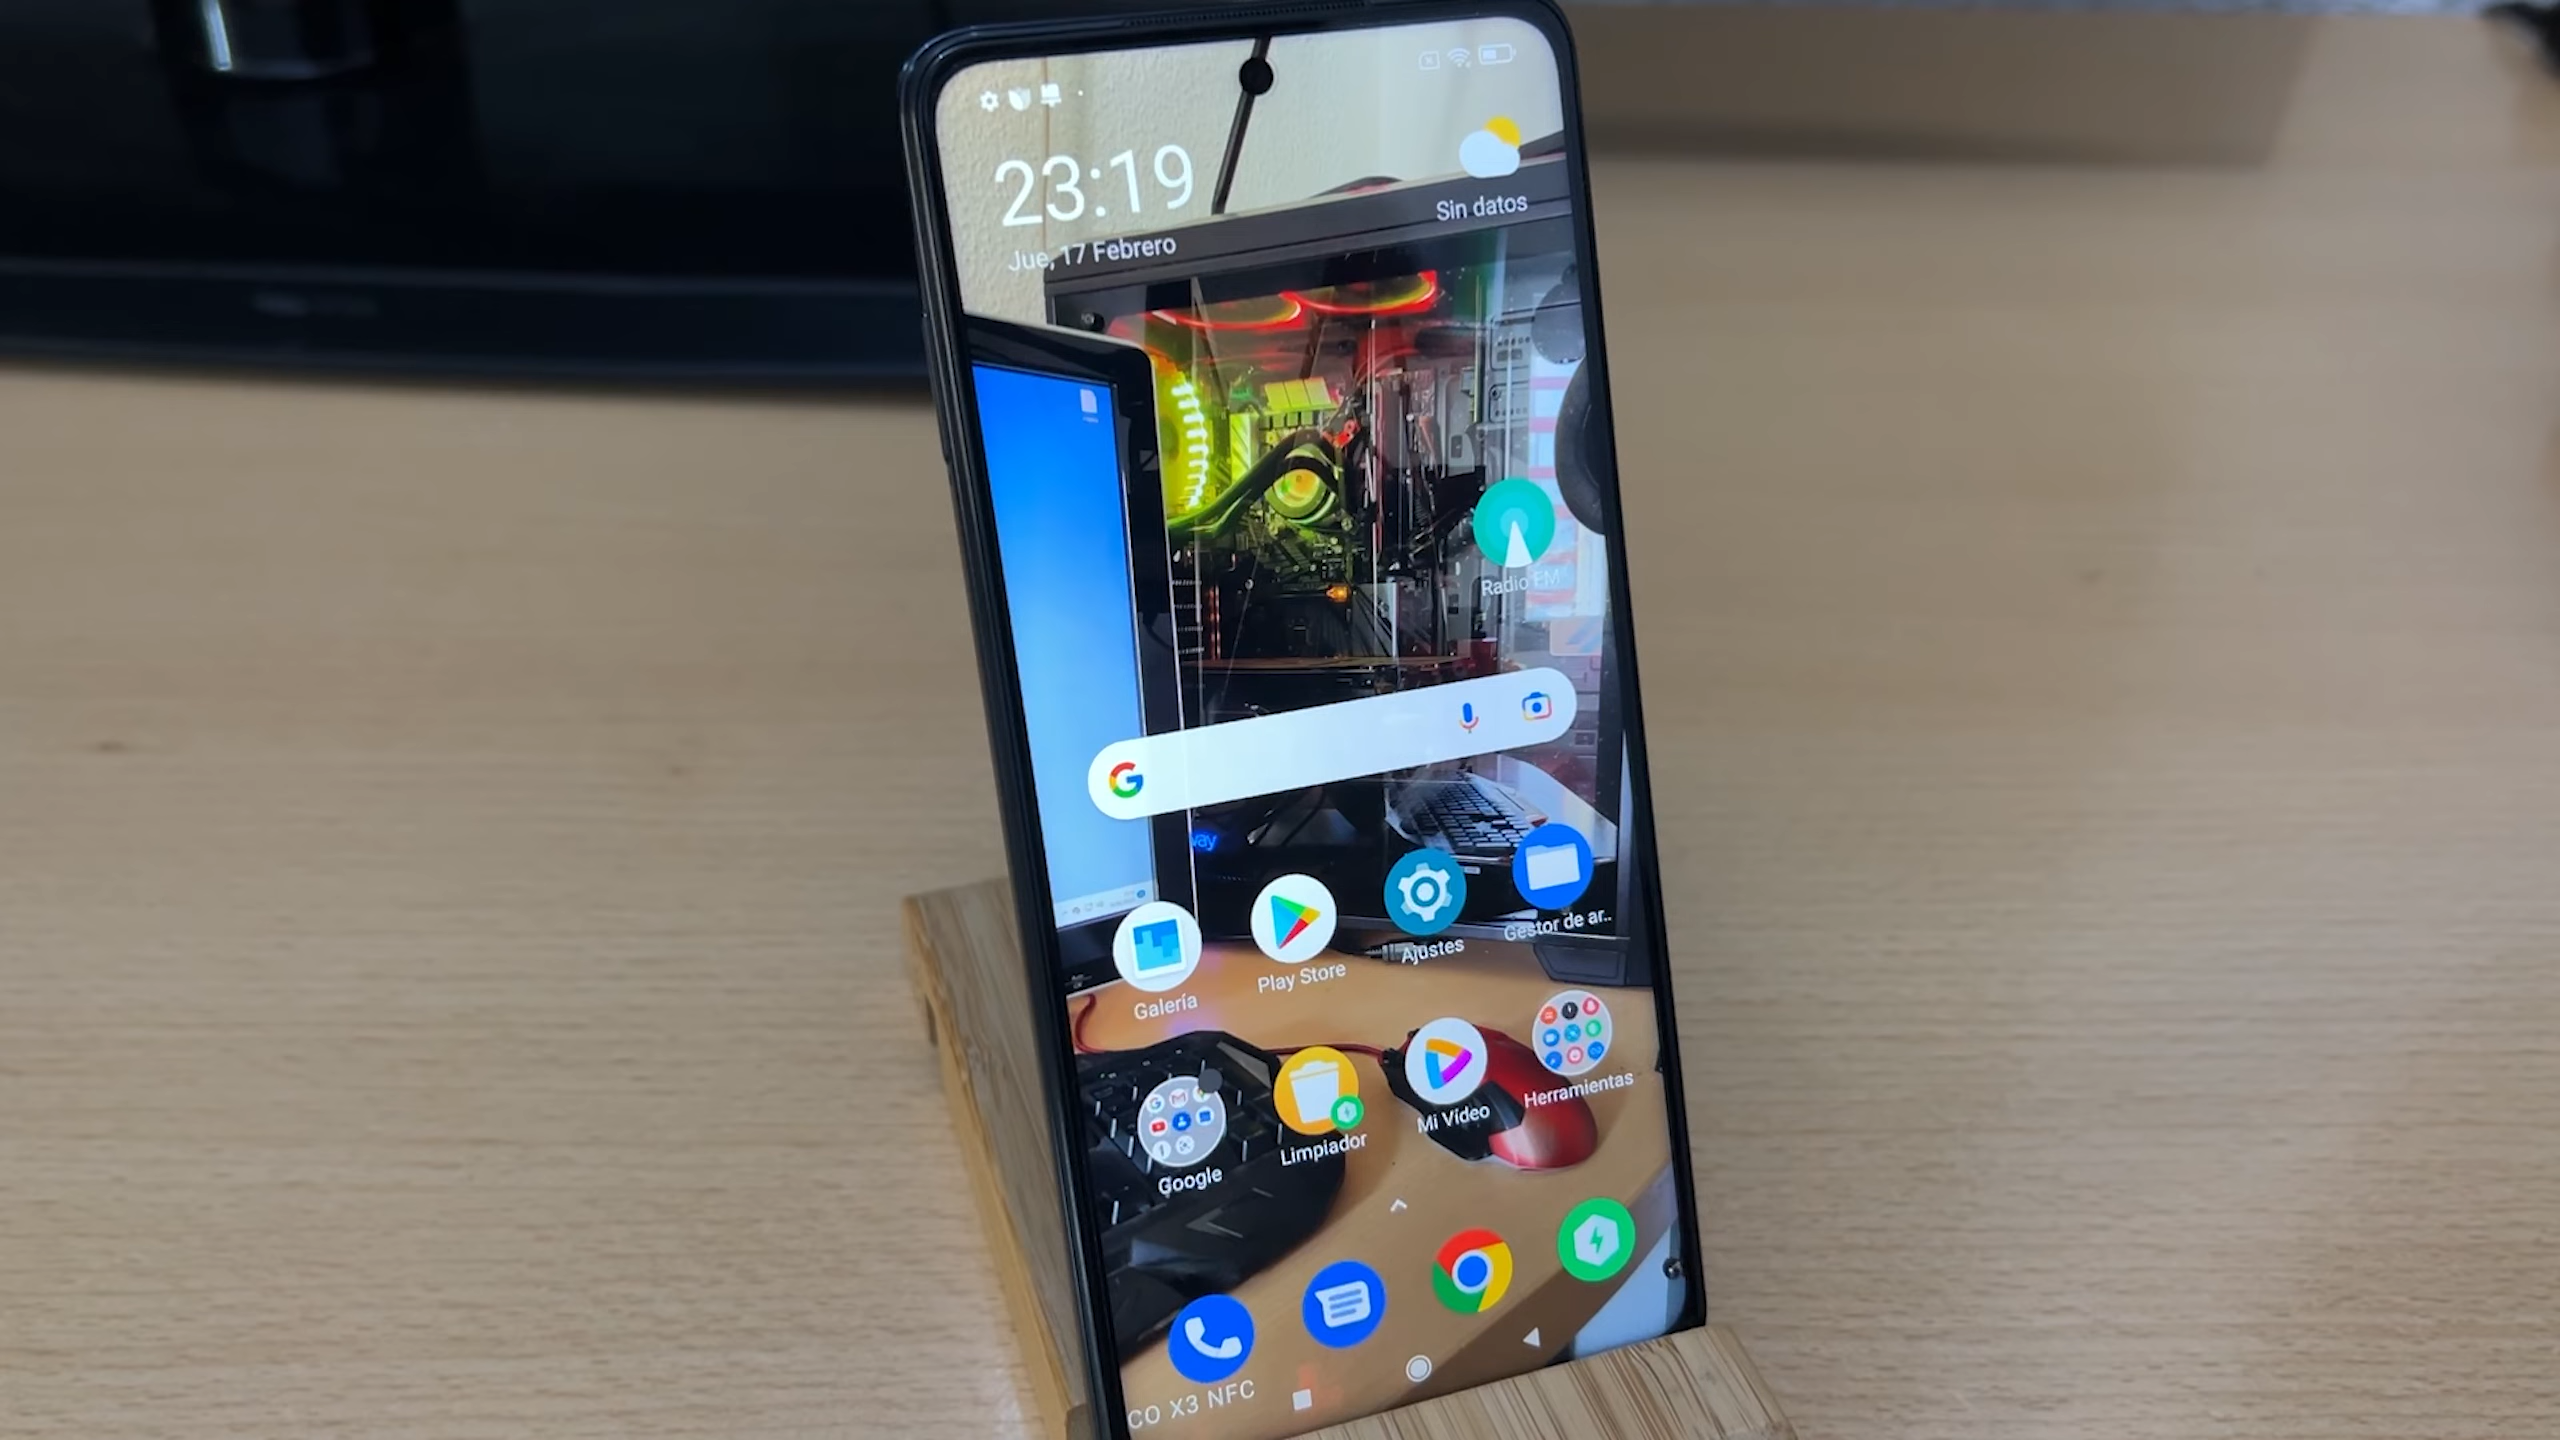 23:19
Jue, 17 Febrero
Sin datos
Radio FM
way
Galería
Play Store
Ajustes
Gestor de ar..
Google
Limpiador
Mi Vídeo
Herramientas
CO X3 NFC